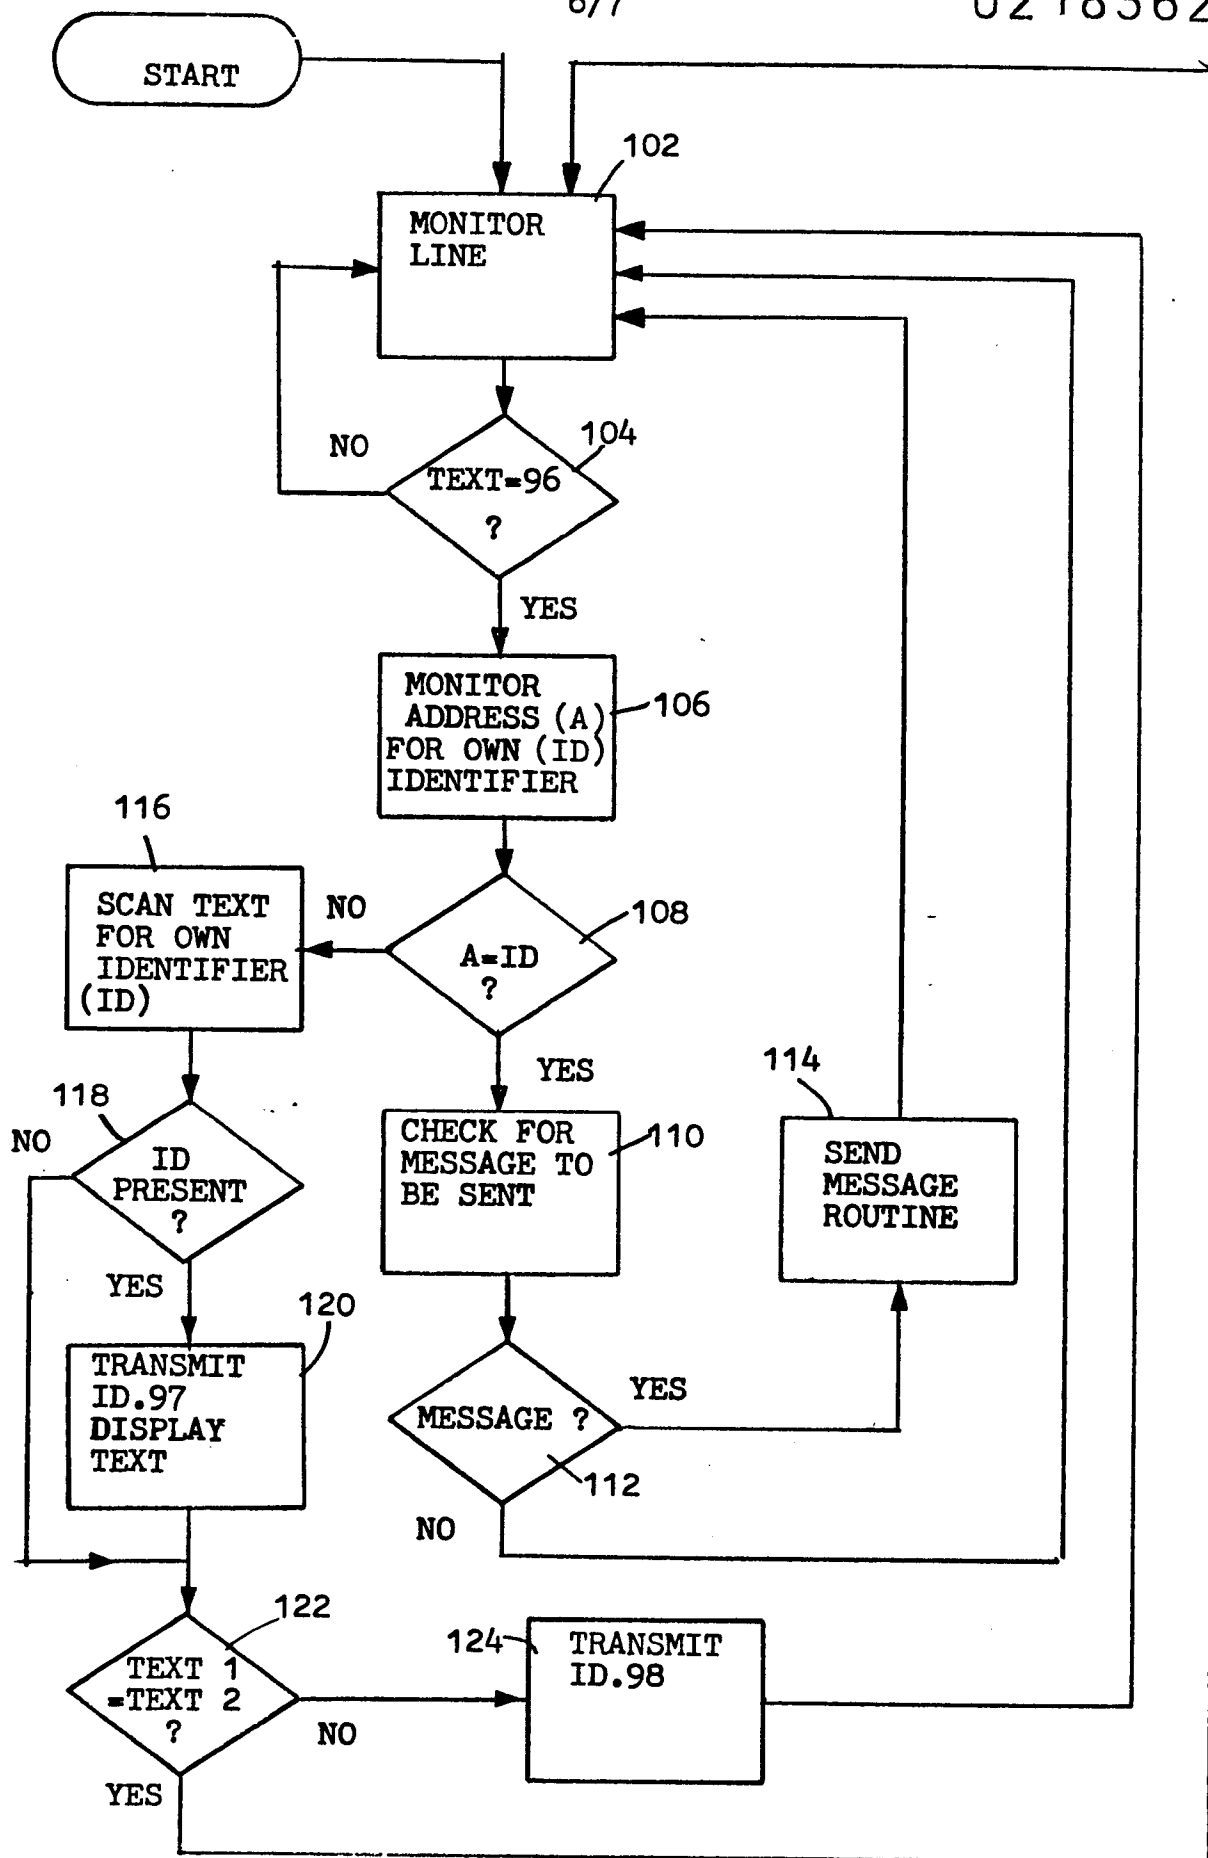 6/7
START
102
MONITOR
LINE
104
NO
TEXT=96
?
YES
MONITOR
ADDRESS (A)
FOR OWN (ID)
IDENTIFIER
106
116
SCAN TEXT
FOR OWN
IDENTIFIER
(ID)
NO
108
A=ID
?
YES
114
118
NO
ID
PRESENT
?
CHECK FOR
MESSAGE TO
BE SENT
110
SEND
MESSAGE
ROUTINE
YES
120
TRANSMIT
ID.97
DISPLAY
TEXT
MESSAGE ?
YES
112
NO
122
TEXT 1
=TEXT 2
?
NO
124
TRANSMIT
ID.98
YES